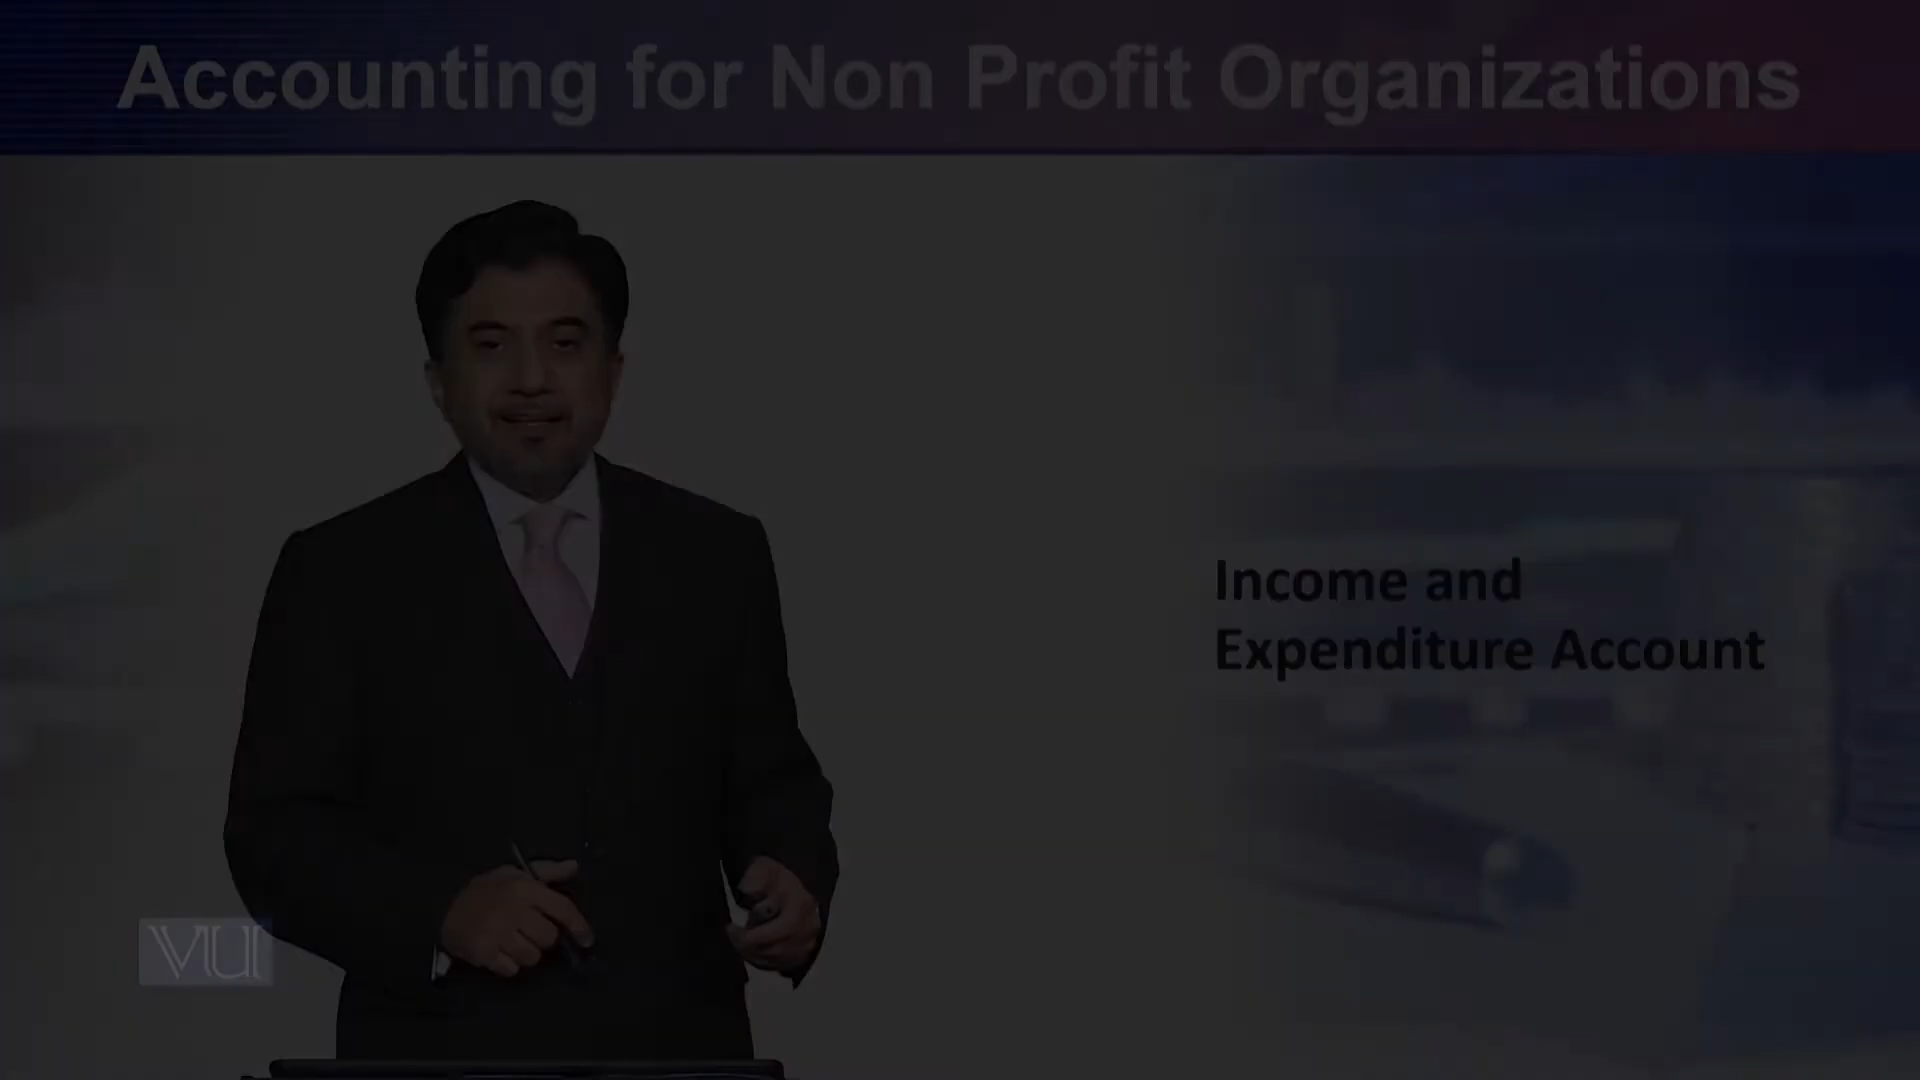 Accounting for Non Profit Organizations
Income and
Expenditure Account
VU